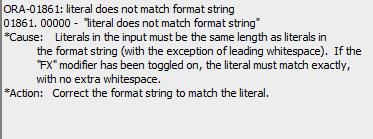 ORA-01861: literal does not match format string
01861. 00000 - "literal does not match format string"
*Cause: Literals in the input must be the same length as literals in
the format string (with the exception of leading whitespace). If the
"FX" modifier has been toggled on, the literal must match exactly,
with no extra whitespace.
*Action: Correct the format string to match the literal.